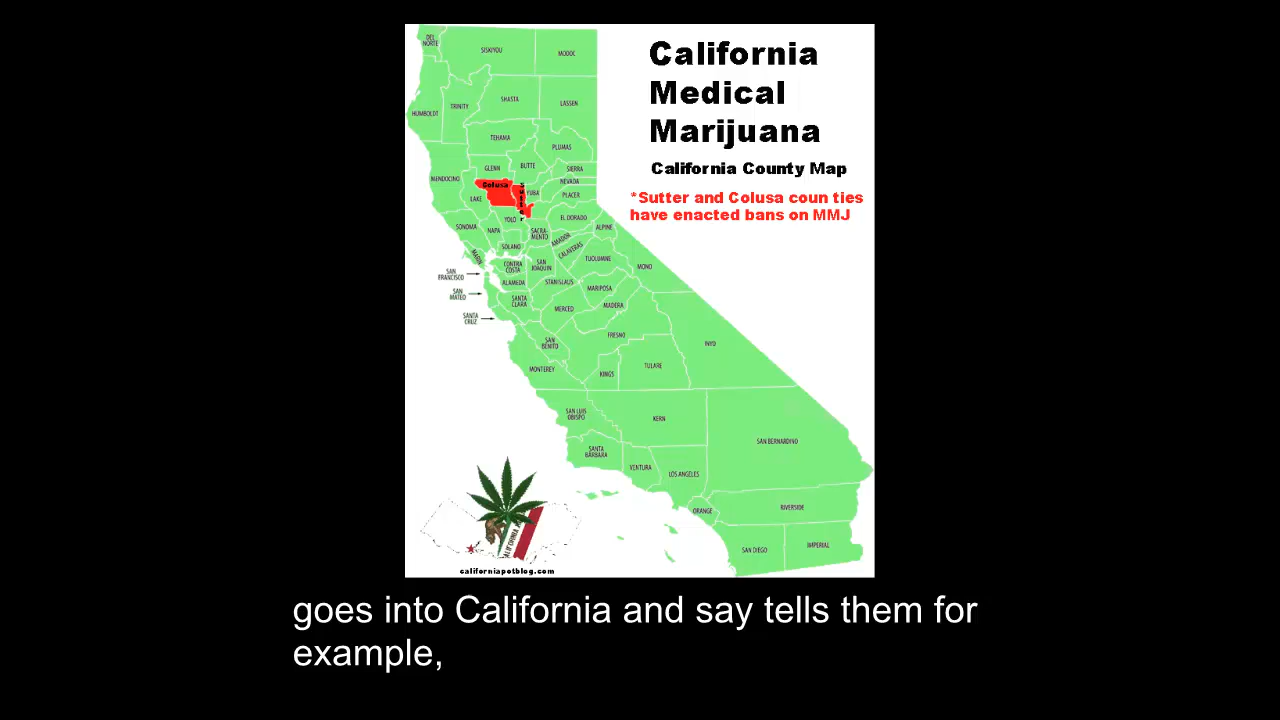 California
Medical
Marijuana
California County Map
*Sutter and Colusa coun ties
have enacted bans on MMJ
DEL
NORTE
SISKIYOU
MODOC
HUMBOLDT
TRINITY
SHASTA
LASSEN
TEHAMA
PLUMAS
MENDOCINO
GLENN
BUTTE
SIERRA
NEVADA
Colusa
Sutter
YUBA
PLACER
LAKE
SONOMA
NAPA
YOLO
SACRA-
MENTO
EL DORADO
ALPINE
AMADOR
CALAVERAS
SOLANO
MARIN
CONTRA
COSTA
SAN
JOAQUIN
TUOLUMNE
MONO
SAN
FRANCISCO
ALAMEDA
STANISLAUS
MARIPOSA
SAN
MATEO
SANTA
CLARA
MERCED
MADERA
SANTA
CRUZ
SAN
BENITO
FRESNO
INYO
MONTEREY
KINGS
TULARE
SAN LUIS
OBISPO
KERN
SAN BERNARDINO
SANTA
BARBARA
VENTURA
LOS ANGELES
ORANGE
RIVERSIDE
SAN DIEGO
IMPERIAL
californiapotblog.com
goes into California and say tells them for
example,